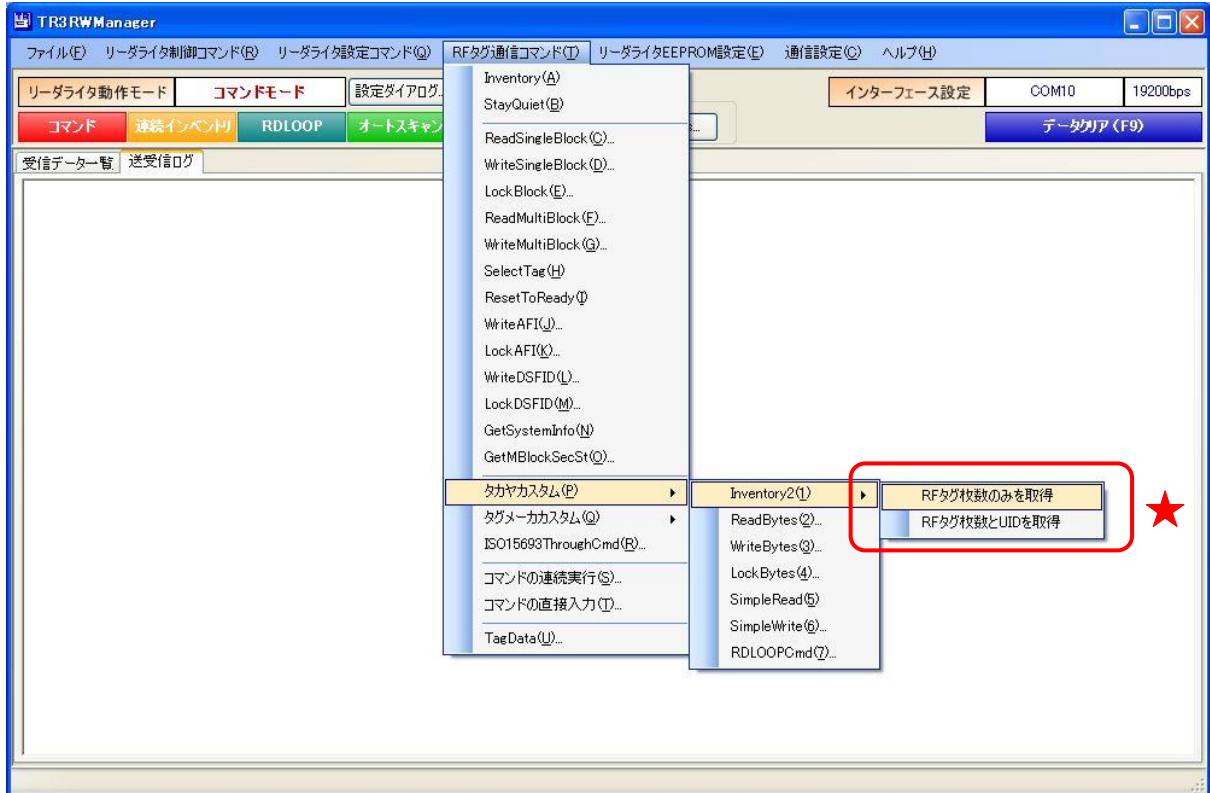 TR3RWManager
ファイル(F) リーダライタ制御コマンド(R) リーダライタ設定コマンド(Q) RFタグ通信コマンド(T) リーダライタEEPROM設定(E) 通信設定(C) ヘルプ(H)
リーダライタ動作モード コマンドモード 設定ダイアログ... インターフェース設定 COM10 19200bps
コマンド 連続インベントリ RDLOOP オートスキャン データクリア (F9)
受信データ一覧 送受信ログ
Inventory(A)
StayQuiet(B)
ReadSingleBlock(C)...
WriteSingleBlock(D)...
LockBlock(E)...
ReadMultiBlock(F)...
WriteMultiBlock(G)...
SelectTag(H)
ResetToReady(I)
WriteAFI(J)...
LockAFI(K)...
WriteDSFID(L)...
LockDSFID(M)...
GetSystemInfo(N)
GetMBlockSecSt(O)...
タカヤカスタム(P)
タグメーカカスタム(Q)
ISO15693ThroughCmd(R)...
コマンドの連続実行(S)...
コマンドの直接入力(T)...
TagData(U)...
Inventory2(1)
ReadBytes(2)...
WriteBytes(3)...
LockBytes(4)...
SimpleRead(5)
SimpleWrite(6)...
RDLOOPCmd(7)...
RFタグ枚数のみを取得
RFタグ枚数とUIDを取得